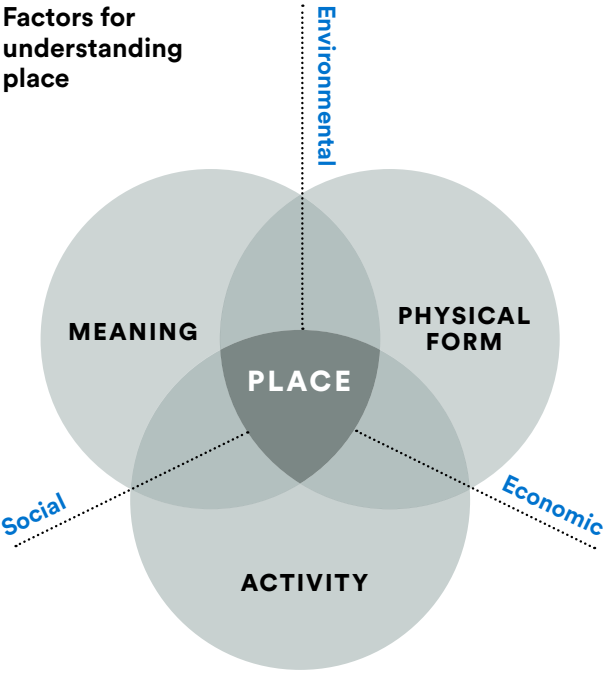 Factors for
understanding
place
Environmental
MEANING
PHYSICAL
FORM
PLACE
Social
Economic
ACTIVITY